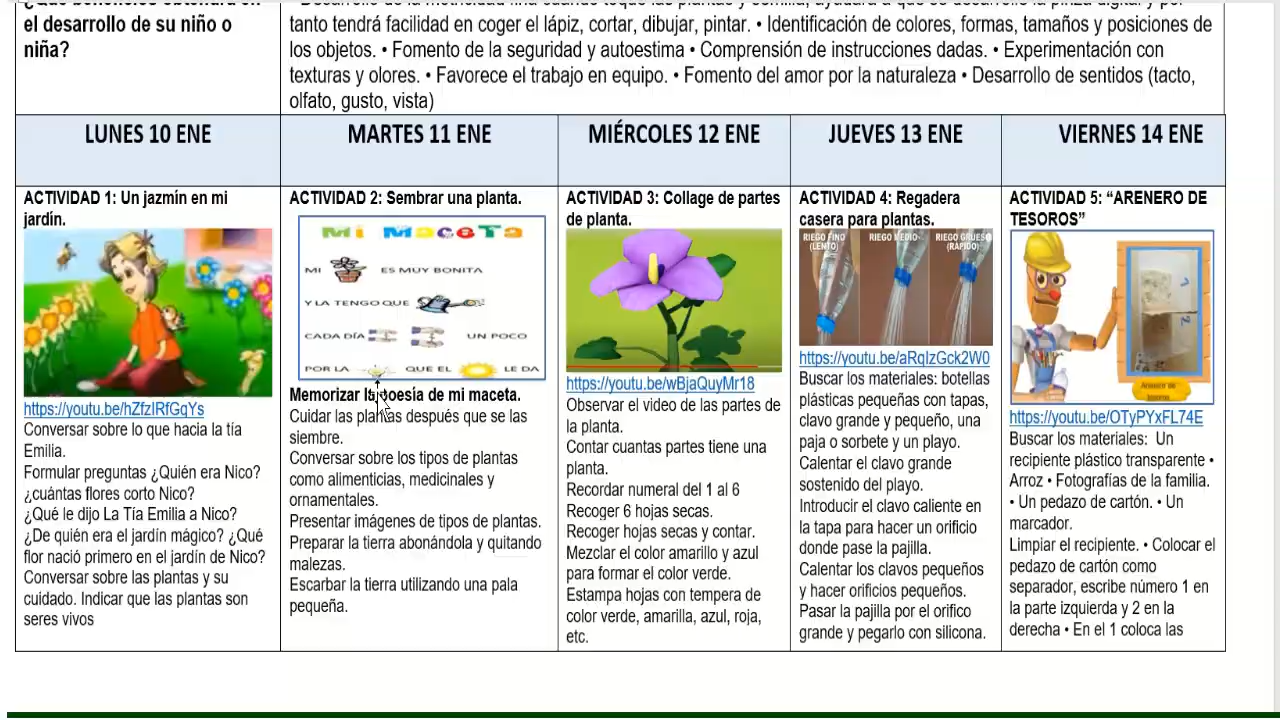 el desarrollo de su niño o
niña?
tanto tendrá facilidad en coger el lápiz, cortar, dibujar, pintar. • Identificación de colores, formas, tamaños y posiciones de
los objetos. • Fomento de la seguridad y autoestima • Comprensión de instrucciones dadas. • Experimentación con
texturas y olores. • Favorece el trabajo en equipo. • Fomento del amor por la naturaleza • Desarrollo de sentidos (tacto,
olfato, gusto, vista)
LUNES 10 ENE
MARTES 11 ENE
MIÉRCOLES 12 ENE
JUEVES 13 ENE
VIERNES 14 ENE
ACTIVIDAD 1: Un jazmín en mi
jardín.
https://youtu.be/hZfzIRfGqYs
Conversar sobre lo que hacia la tía
Emilia.
Formular preguntas ¿Quién era Nico?
¿cuántas flores corto Nico?
¿Qué le dijo La Tía Emilia a Nico?
¿De quién era el jardín mágico? ¿Qué
flor nació primero en el jardín de Nico?
Conversar sobre las plantas y su
cuidado. Indicar que las plantas son
seres vivos
ACTIVIDAD 2: Sembrar una planta.
Mi Maceta
MI ES MUY BONITA
Y LA TENGO QUE
CADA DÍA UN POCO
POR LA QUE EL LE DA
Memorizar la poesía de mi maceta.
Cuidar las plantas después que se las
siembre.
Conversar sobre los tipos de plantas
como alimenticias, medicinales y
ornamentales.
Presentar imágenes de tipos de plantas.
Preparar la tierra abonándola y quitando
malezas.
Escarbar la tierra utilizando una pala
pequeña.
ACTIVIDAD 3: Collage de partes
de planta.
https://youtu.be/wBjaQuyMr18
Observar el video de las partes de
la planta.
Contar cuantas partes tiene una
planta.
Recordar numeral del 1 al 6
Recoger 6 hojas secas.
Recoger hojas secas y contar.
Mezclar el color amarillo y azul
para formar el color verde.
Estampa hojas con tempera de
color verde, amarilla, azul, roja,
etc.
ACTIVIDAD 4: Regadera
casera para plantas.
RIEGO FINO
(LENTO)
RIEGO MEDIO
RIEGO GRUESO
(RÁPIDO)
https://youtu.be/aRqIzGck2W0
Buscar los materiales: botellas
plásticas pequeñas con tapas,
clavo grande y pequeño, una
paja o sorbete y un playo.
Calentar el clavo grande
sostenido del playo.
Introducir el clavo caliente en
la tapa para hacer un orificio
donde pase la pajilla.
Calentar los clavos pequeños
y hacer orificios pequeños.
Pasar la pajilla por el orifico
grande y pegarlo con silicona.
ACTIVIDAD 5: “ARENERO DE
TESOROS”
1
2
Arenero de
https://youtu.be/OTyPYxFL74E
Buscar los materiales: Un
recipiente plástico transparente •
Arroz • Fotografías de la familia.
• Un pedazo de cartón. • Un
marcador.
Limpiar el recipiente. • Colocar el
pedazo de cartón como
separador, escribe número 1 en
la parte izquierda y 2 en la
derecha • En el 1 coloca las